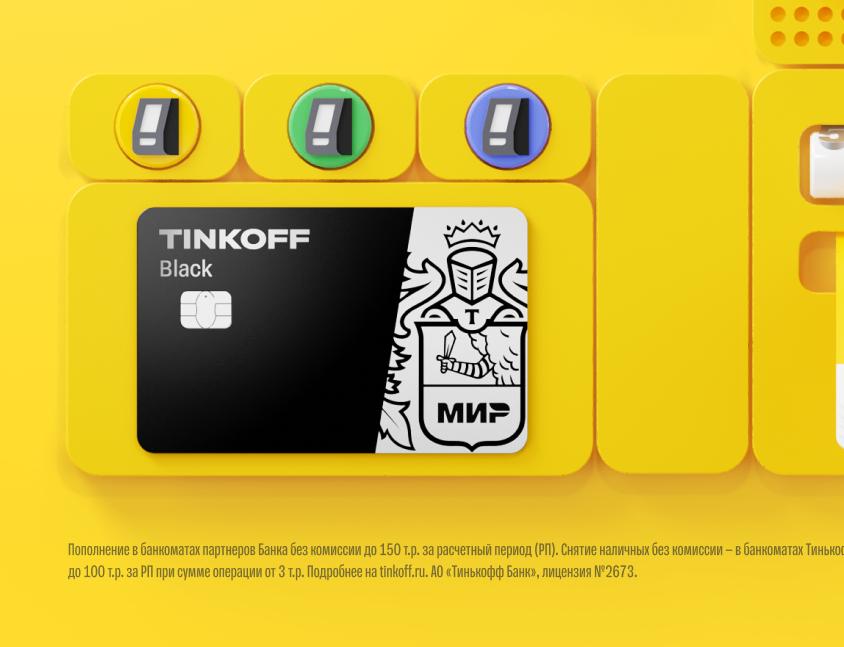 TINKOFF
Black
T
МИР
Пополнение в банкоматах партнеров Банка без комиссии до 150 т.р. за расчетный период (РП). Снятие наличных без комиссии – в банкоматах
до 100 т.р. за РП при сумме операции от 3 т.р. Подробнее на tinkoff.ru. АО «Тинькофф Банк», лицензия №2673.